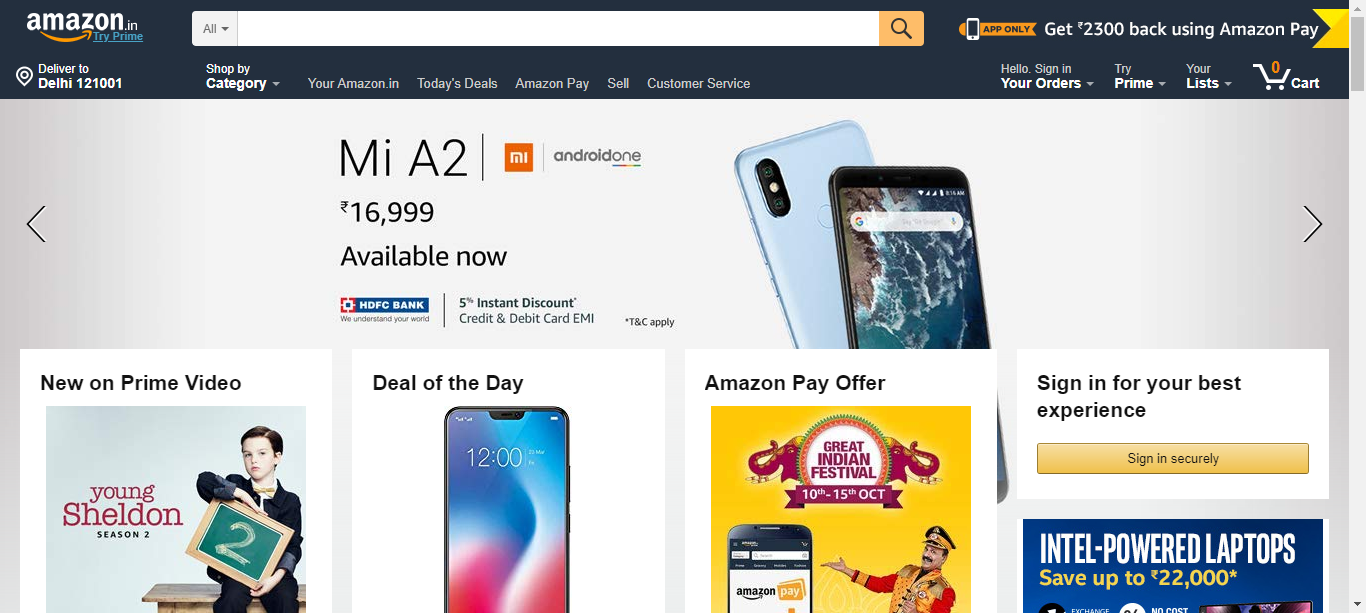 amazon.in
Try Prime
All
APP ONLY
Get ₹2300 back using Amazon Pay
Deliver to
Delhi 121001
Shop by
Category
Your Amazon.in
Today's Deals
Amazon Pay
Sell
Customer Service
Hello. Sign in
Your Orders
Try
Prime
Your
Lists
0
Cart
Mi A2
mi
androidone
₹16,999
Available now
HDFC BANK
We understand your world
5% Instant Discount*
Credit & Debit Card EMI
*T&C apply
8:16 AM
New on Prime Video
young
Sheldon
SEASON 2
2
Deal of the Day
12:00
Amazon Pay Offer
GREAT
INDIAN
FESTIVAL
10th-15th OCT
amazon pay
Sign in for your best
experience
Sign in securely
INTEL-POWERED LAPTOPS
Save up to ₹22,000*
EXCHANGE
NO COST